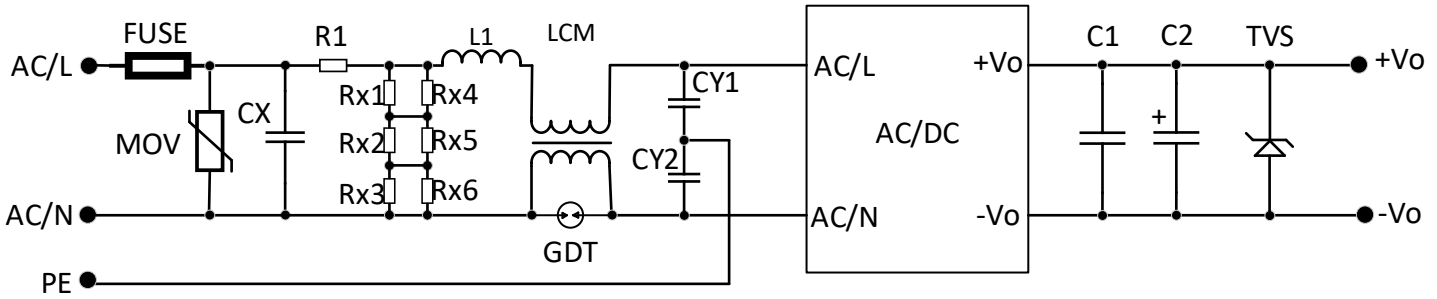 FUSE
R1
L1
LCM
C1
C2
TVS
AC/L
AC/L
+Vo
+Vo
MOV
CX
Rx1
Rx4
CY1
Rx2
Rx5
AC/DC
+
CY2
Rx3
Rx6
AC/N
AC/N
-Vo
-Vo
GDT
PE